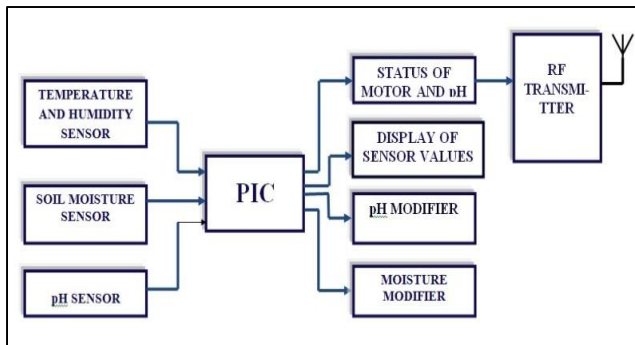 TEMPERATURE
AND HUMIDITY
SENSOR
SOIL MOISTURE
SENSOR
pH SENSOR
PIC
STATUS OF
MOTOR AND pH
DISPLAY OF
SENSOR VALUES
pH MODIFIER
MOISTURE
MODIFIER
RF
TRANSMI-
TTER